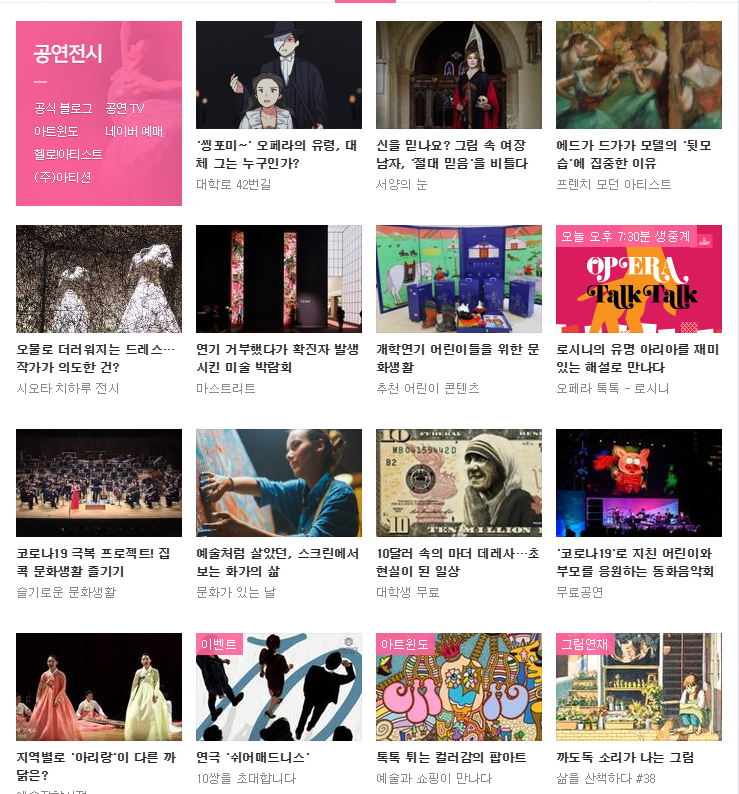 공연전시
공식 블로그 공연 TV
아트윈도 네이버 예매
헬로!아티스트
(주)아티션
'씽포미~' 오페라의 유령, 대
체 그는 누구인가?
대학로 42번길
신을 믿나요? 그림 속 여장
남자, '절대 믿음'을 비틀다
서양의 눈
에드가 드가가 모델의 '뒷모
습'에 집중한 이유
프렌치 모던 아티스트
오물로 더러워지는 드레스…
작가가 의도한 건?
시오타 치하루 전시
연기 거부했다가 확진자 발생
시킨 미술 박람회
마스트리트
개학연기 어린이들을 위한 문
화생활
추천 어린이 콘텐츠
오늘 오후 7:30분 생중계
OPERA
Talk Talk
로시니의 유명 아리아를 재미
있는 해설로 만나다
오페라 톡톡 - 로시니
코로나19 극복 프로젝트! 집
콕 문화생활 즐기기
슬기로운 문화생활
예술처럼 살았던, 스크린에서
보는 화가의 삶
문화가 있는 날
10
FEDERAL
MB04159442D
B2
10
TEN MILLION
10달러 속의 마더 데레사…초
현실이 된 일상
대학생 무료
'코로나19'로 지친 어린이와
부모를 응원하는 동화음악회
무료공연
지역별로 '아리랑'이 다른 까
닭은?
이벤트
연극 '쉬어매드니스'
10쌍을 초대합니다
아트윈도
톡톡 튀는 컬러감의 팝아트
예술과 쇼핑이 만나다
그림연재
까도독 소리가 나는 그림
삶을 산책하다 #38